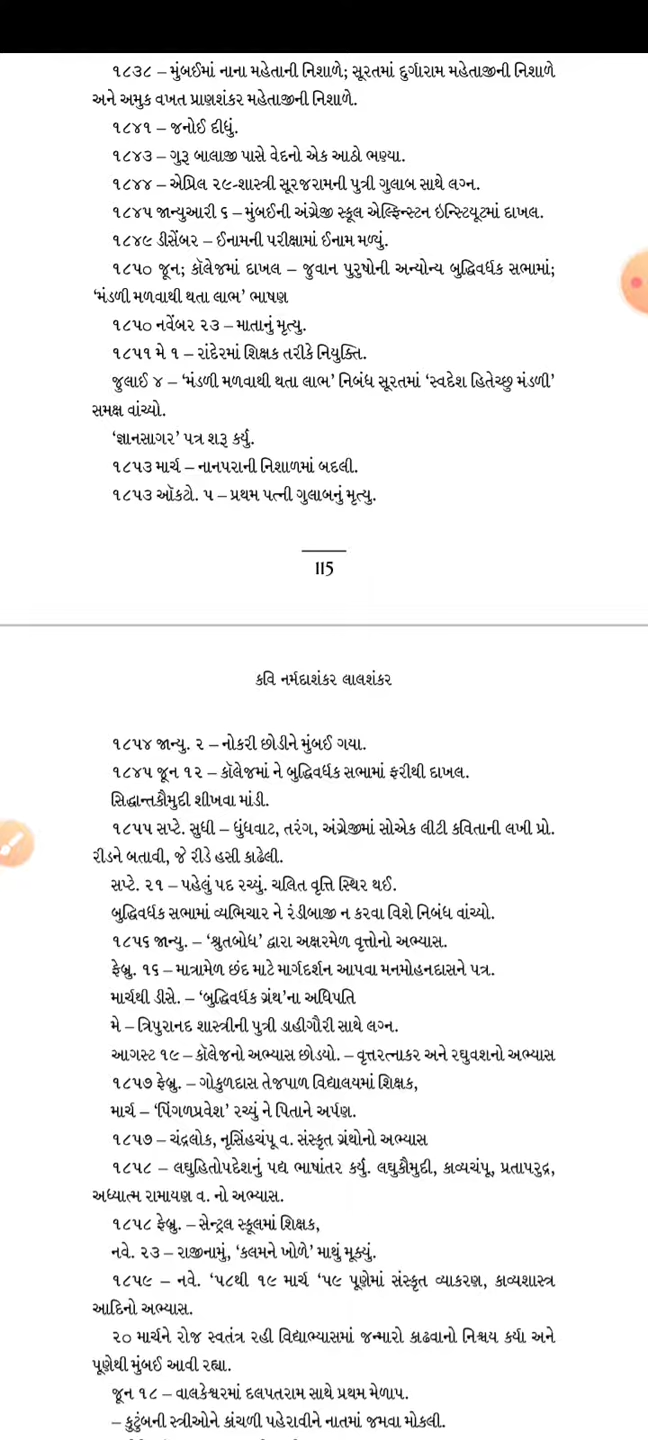 ૧૮૩૮ – મુંબઈમાં નાના મહેતાની નિશાળે; સૂરતમાં દુર્ગારામ મહેતાજીની નિશાળે
અને અમુક વખત પ્રાણશંકર મહેતાજીની નિશાળે.
૧૮૪૧ – જનોઈ દીધું.
૧૮૪૩ – ગુરૂ બાલાજી પાસે વેદનો એક આઠો ભણ્યા.
૧૮૪૪ – એપ્રિલ ૨૯-શાસ્ત્રી સૂરજરામની પુત્રી ગુલાબ સાથે લગ્ન.
૧૮૪૫ જાન્યુઆરી ૬ – મુંબઈની અંગ્રેજી સ્કૂલ એલ્ફિન્સ્ટન ઇન્સ્ટિયૂટમાં દાખલ.
૧૮૪૯ ડીસેંબર – ઈનામની પરીક્ષામાં ઈનામ મળ્યું.
૧૮૫૦ જૂન; કૉલેજમાં દાખલ – જુવાન પુરુષોની અન્યોન્ય બુદ્ધિવર્ધક સભામાં;
‘મંડળી મળવાથી થતા લાભ’ ભાષણ
૧૮૫૦ નવેંબર ૨૩ – માતાનું મૃત્યુ.
૧૮૫૧ મે ૧ – રાંદેરમાં શિક્ષક તરીકે નિયુક્તિ.
જુલાઈ ૪ – ‘મંડળી મળવાથી થતા લાભ’ નિબંધ સૂરતમાં ‘સ્વદેશ હિતેચ્છુ મંડળી’
સમક્ષ વાંચ્યો.
‘જ્ઞાનસાગર’ પત્ર શરૂ કર્યુ.
૧૮૫૩ માર્ચ – નાનપરાની નિશાળમાં બદલી.
૧૮૫૩ ઑકટો. ૫ – પ્રથમ પત્ની ગુલાબનું મૃત્યુ.
115
કવિ નર્મદાશંકર લાલશંકર
૧૮૫૪ જાન્યુ. ૨ – નોકરી છોડીને મુંબઈ ગયા.
૧૮૪૫ જૂન ૧૨ – કૉલેજમાં ને બુદ્ધિવર્ધક સભામાં ફરીથી દાખલ.
સિદ્ધાન્તકૌમુદી શીખવા માંડી.
૧૮૫૫ સપ્ટે. સુધી – ધુંધવાટ, તરંગ, અંગ્રેજીમાં સોએક લીટી કવિતાની લખી પ્રો.
રીડને બતાવી, જે રીડે હસી કાઢેલી.
સપ્ટે. ૨૧ – પહેલું પદ રચ્યું. ચલિત વૃત્તિ સ્થિર થઈ.
બુદ્ધિવર્ધક સભામાં વ્યભિચાર ને રંડીબાજી ન કરવા વિશે નિબંધ વાંચ્યો.
૧૮૫૬ જાન્યુ. – ‘શ્રુતબોધ’ દ્વારા અક્ષરમેળ વૃત્તોનો અભ્યાસ.
ફેબ્રુ. ૧૬ – માત્રામેળ છંદ માટે માર્ગદર્શન આપવા મનમોહનદાસને પત્ર.
માર્ચથી ડીસે. – ‘બુદ્ધિવર્ધક ગ્રંથ’ના અધિપતિ
મે – ત્રિપુરાનદ શાસ્ત્રીની પુત્રી ડાહીગૌરી સાથે લગ્ન.
આગસ્ટ ૧૯ – કૉલેજનો અભ્યાસ છોડયો. – વૃત્તરત્નાકર અને રઘુવશનો અભ્યાસ
૧૮૫૭ ફેબ્રુ. – ગોકુળદાસ તેજપાળ વિદ્યાલયમાં શિક્ષક,
માર્ચ – ‘પિંગળપ્રવેશ’ રચ્યું ને પિતાને અર્પણ.
૧૮૫૭ – ચંદ્રલોક, નૃસિંહચંપૂ વ. સંસ્કૃત ગ્રંથોનો અભ્યાસ
૧૮૫૮ – લઘુહિતોપદેશનું પદ્ય ભાષાંતર કર્યુ. લઘુકૌમુદી, કાવ્યચંપૂ, પ્રતાપરુદ્ર,
અધ્યાત્મ રામાયણ વ. નો અભ્યાસ.
૧૮૫૮ ફેબ્રુ. – સેન્ટ્રલ સ્કૂલમાં શિક્ષક,
નવે. ૨૩ – રાજીનામું, ‘કલમને ખોળે’ માથું મૂક્યું.
૧૮૫૯ – નવે. ‘૫૮થી ૧૯ માર્ચ ‘૫૯ પૂણેમાં સંસ્કૃત વ્યાકરણ, કાવ્યશાસ્ત્ર
આદિનો અભ્યાસ.
૨૦ માર્ચને રોજ સ્વતંત્ર રહી વિદ્યાભ્યાસમાં જન્મારો કાઢવાનો નિશ્ચય કર્યા અને
પૂણેથી મુંબઈ આવી રહ્યા.
જૂન ૧૮ – વાલકેશ્વરમાં દલપતરામ સાથે પ્રથમ મેળાપ.
– કુટુંબની સ્ત્રીઓને કાંચળી પહેરાવીને નાતમાં જમવા મોકલી.